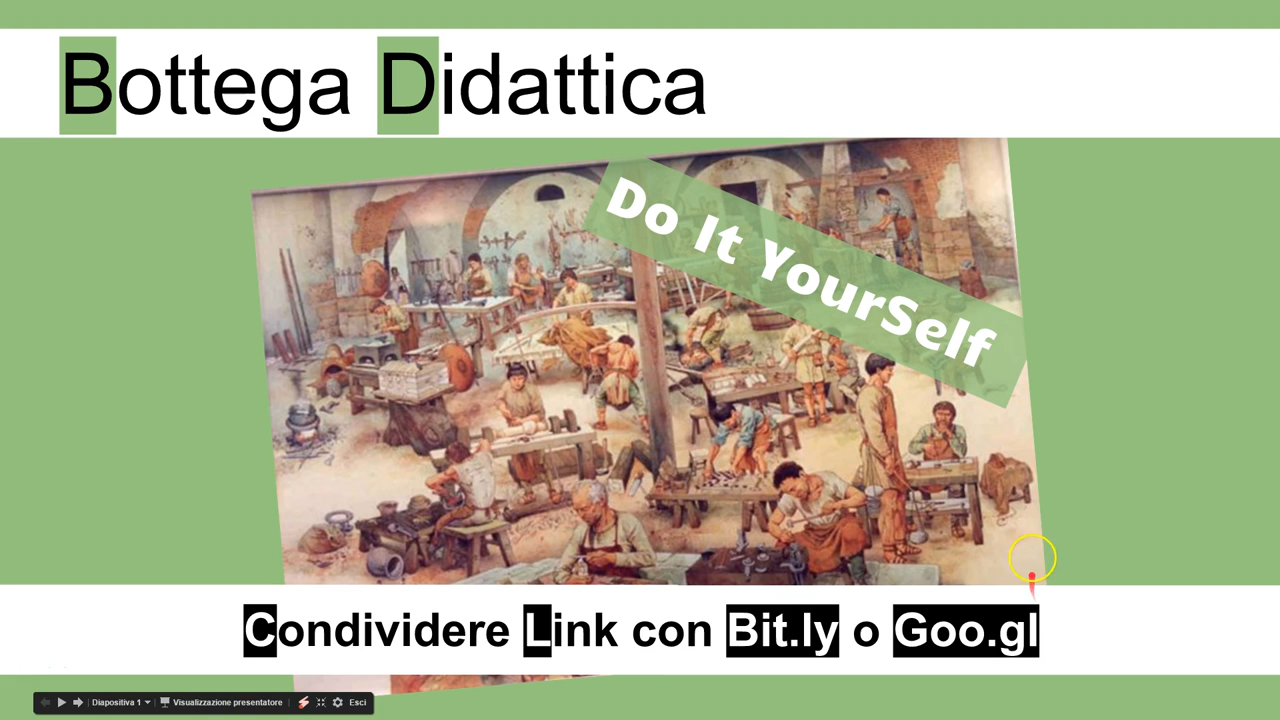 Bottega Didattica
Do It YourSelf
Condividere Link con Bit.ly o Goo.gl
Diapositiva 1
Visualizzazione presentatore
Esci